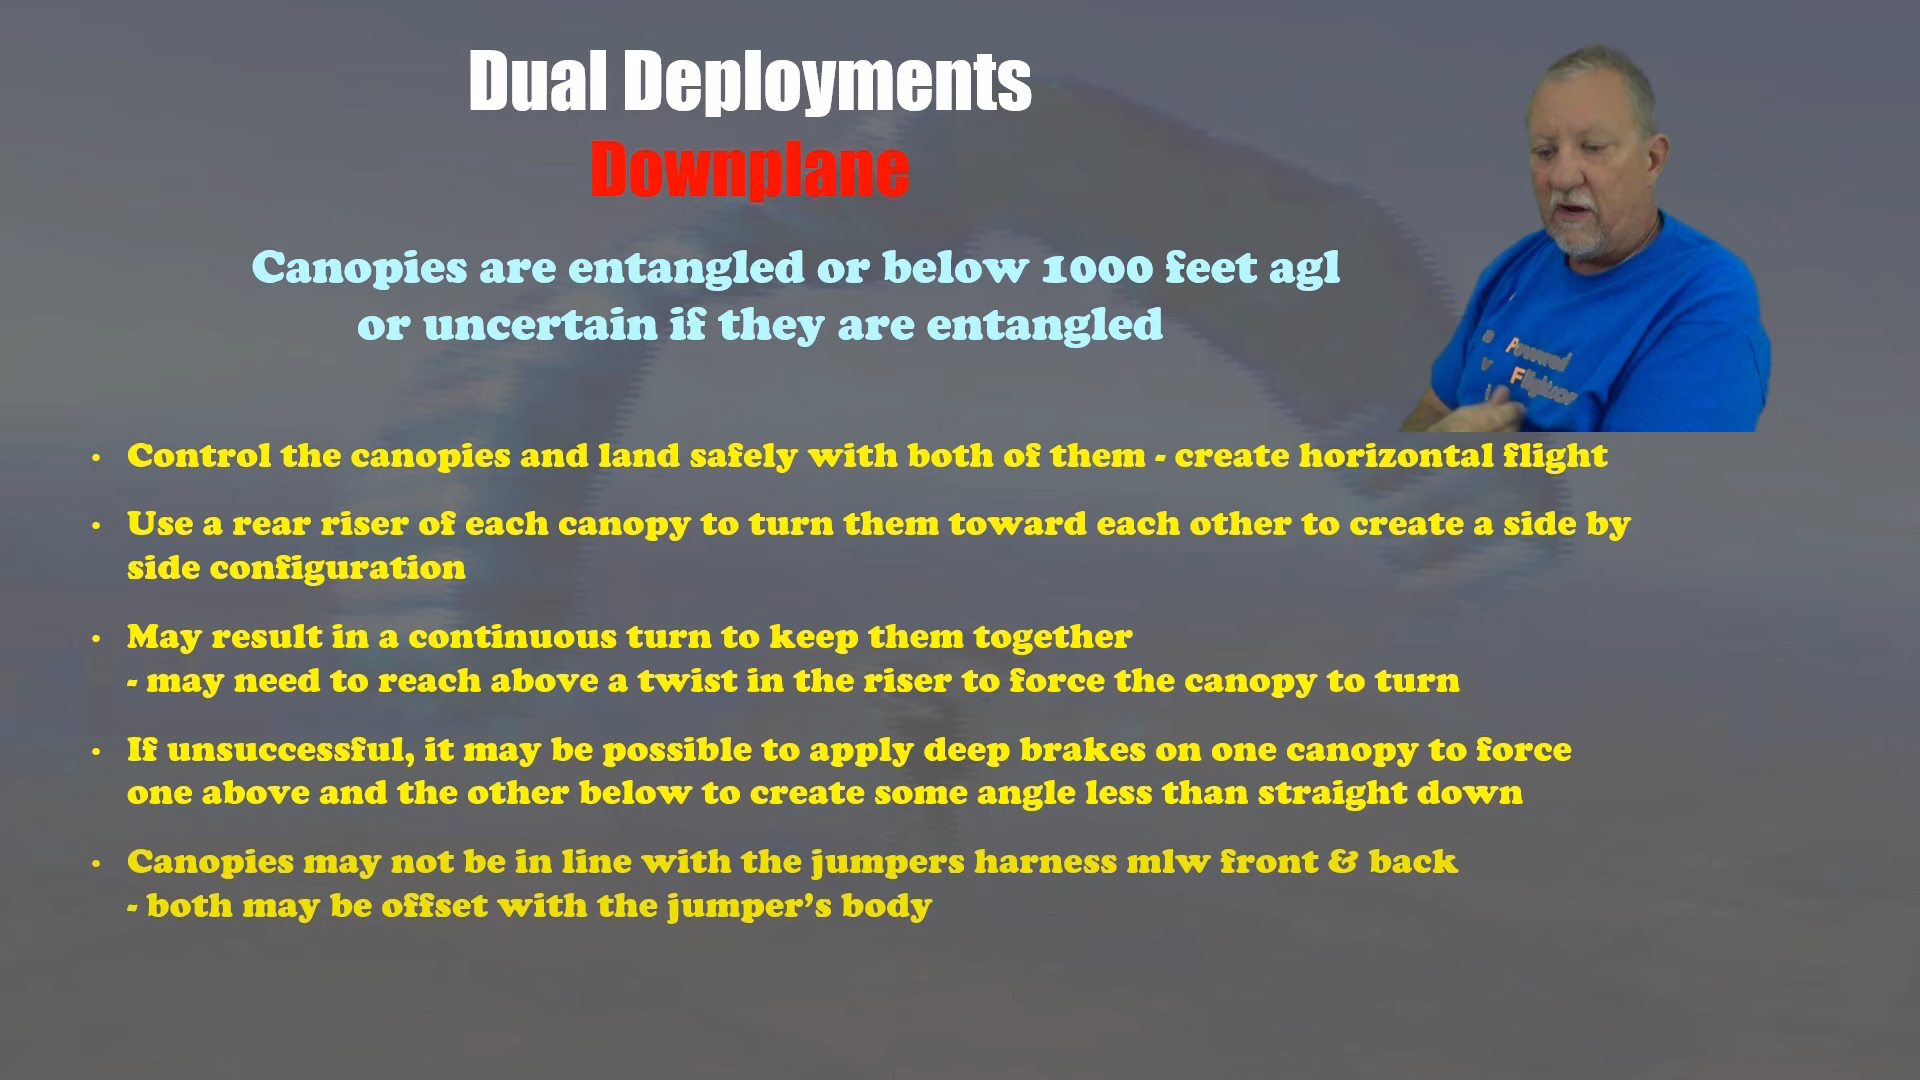 Dual Deployments
Downplane
Canopies are entangled or below 1000 feet agl
or uncertain if they are entangled
• Control the canopies and land safely with both of them - create horizontal flight
• Use a rear riser of each canopy to turn them toward each other to create a side by
side configuration
• May result in a continuous turn to keep them together
- may need to reach above a twist in the riser to force the canopy to turn
• If unsuccessful, it may be possible to apply deep brakes on one canopy to force
one above and the other below to create some angle less than straight down
• Canopies may not be in line with the jumpers harness mlw front & back
- both may be offset with the jumper’s body
Powered